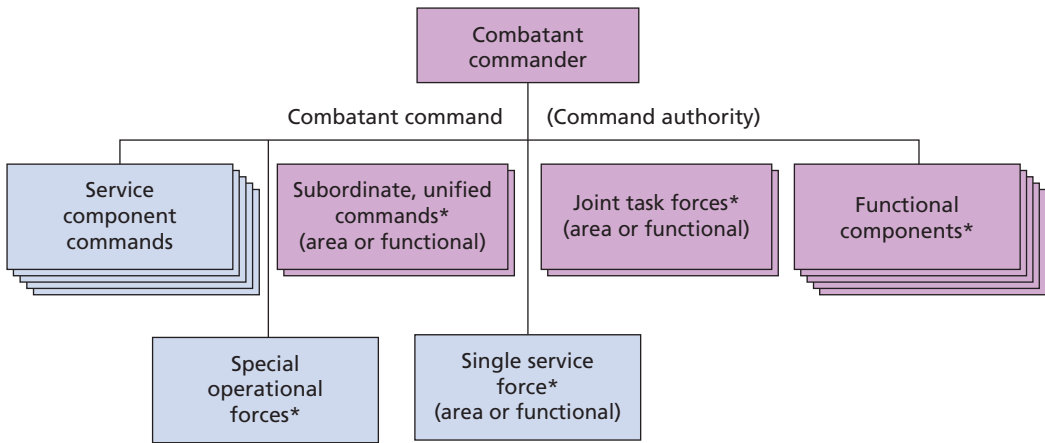 Combatant
commander
Combatant command (Command authority)
Service
component
commands
Subordinate, unified
commands*
(area or functional)
Joint task forces*
(area or functional)
Functional
components*
Special
operational
forces*
Single service
force*
(area or functional)